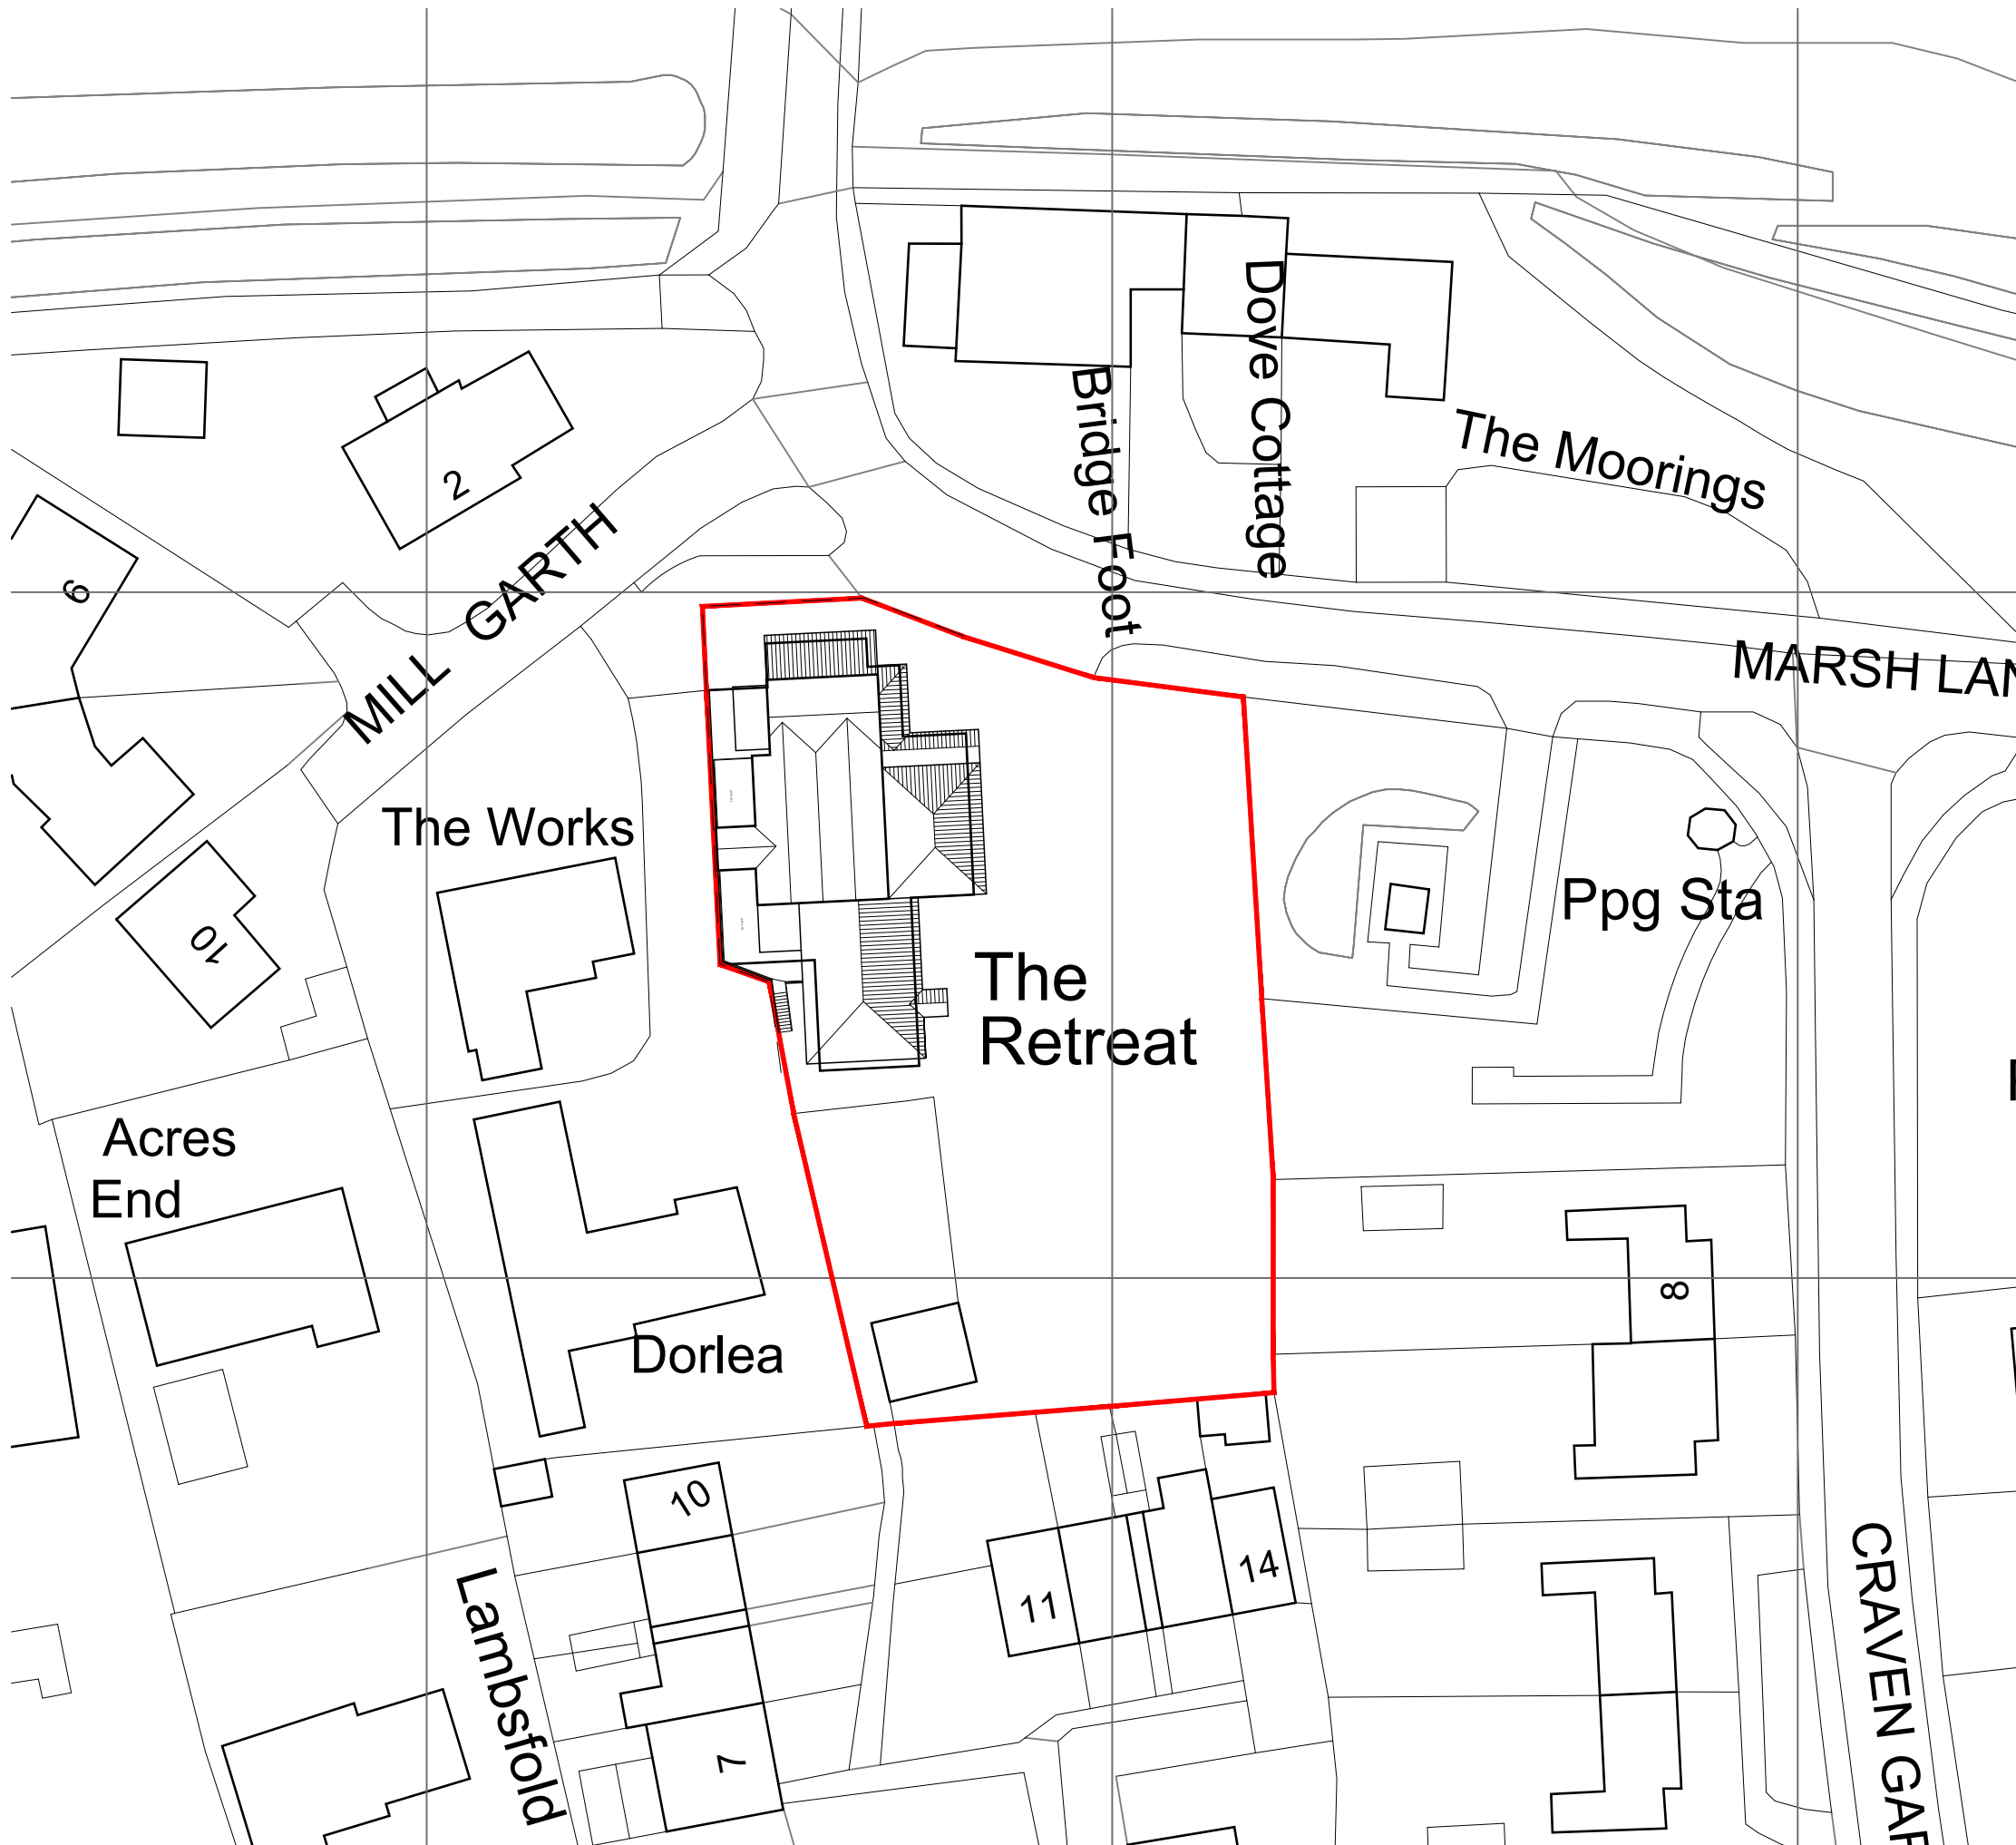 Dove Cottage
Bridge Foot
The Moorings
2
6
MILL GARTH
MARSH LAN
The Works
Ppg Sta
10
The
Retreat
Acres
End
8
Dorlea
10
14
11
Lambsfold
7
CRAVEN GAR